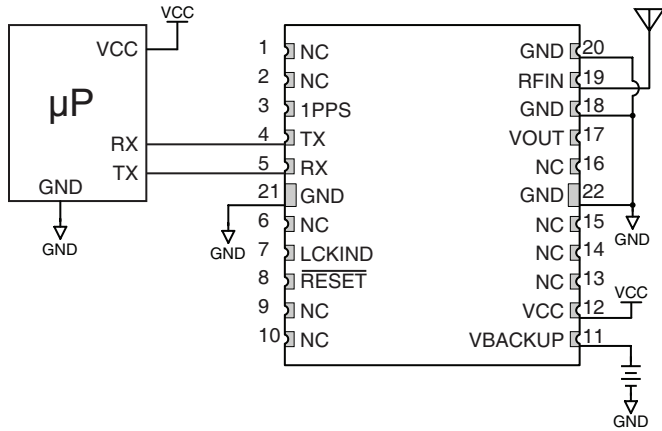 VCC
VCC
μP
RX
TX
GND
GND
1 NC
2 NC
3 1PPS
4 TX
5 RX
21 GND
GND
6 NC
7 LCKIND
8 RESET
9 NC
10 NC
GND 20
RFIN 19
GND 18
VOUT 17
NC 16
GND 22
GND
NC 15
NC 14
NC 13
VCC 12
VCC
VBACKUP 11
GND